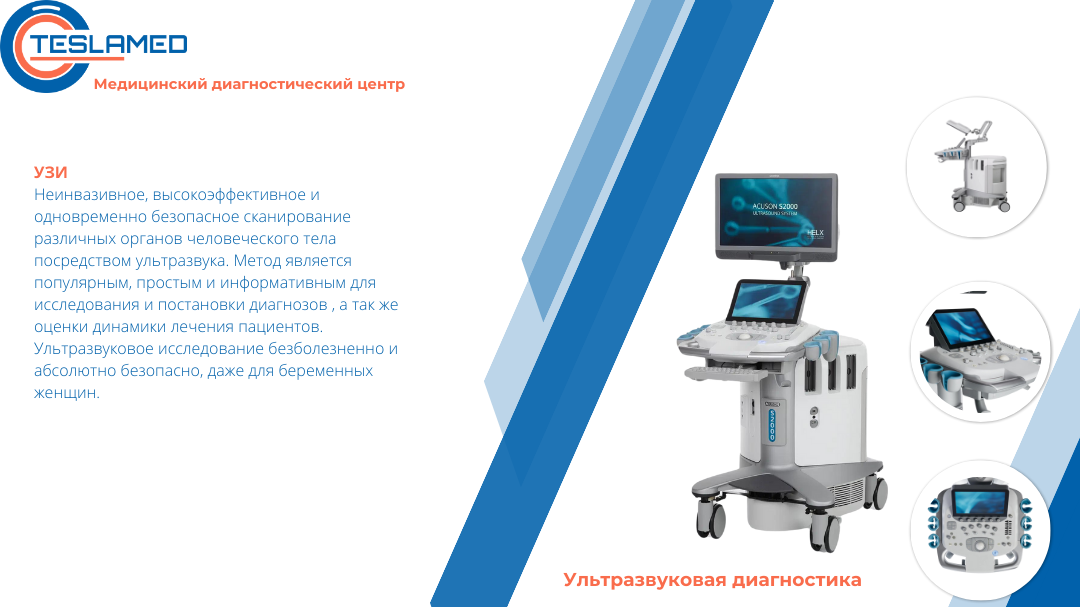 TESLAMED
Медицинский диагностический центр
УЗИ
Неинвазивное, высокоэффективное и
одновременно безопасное сканирование
различных органов человеческого тела
посредством ультразвука. Метод является
популярным, простым и информативным для
исследования и постановки диагнозов , а так же
оценки динамики лечения пациентов.
Ультразвуковое исследование безболезненно и
абсолютно безопасно, даже для беременных
женщин.
ACUSON S2000
ULTRASOUND SYSTEM
HELX
S2000
Ультразвуковая диагностика